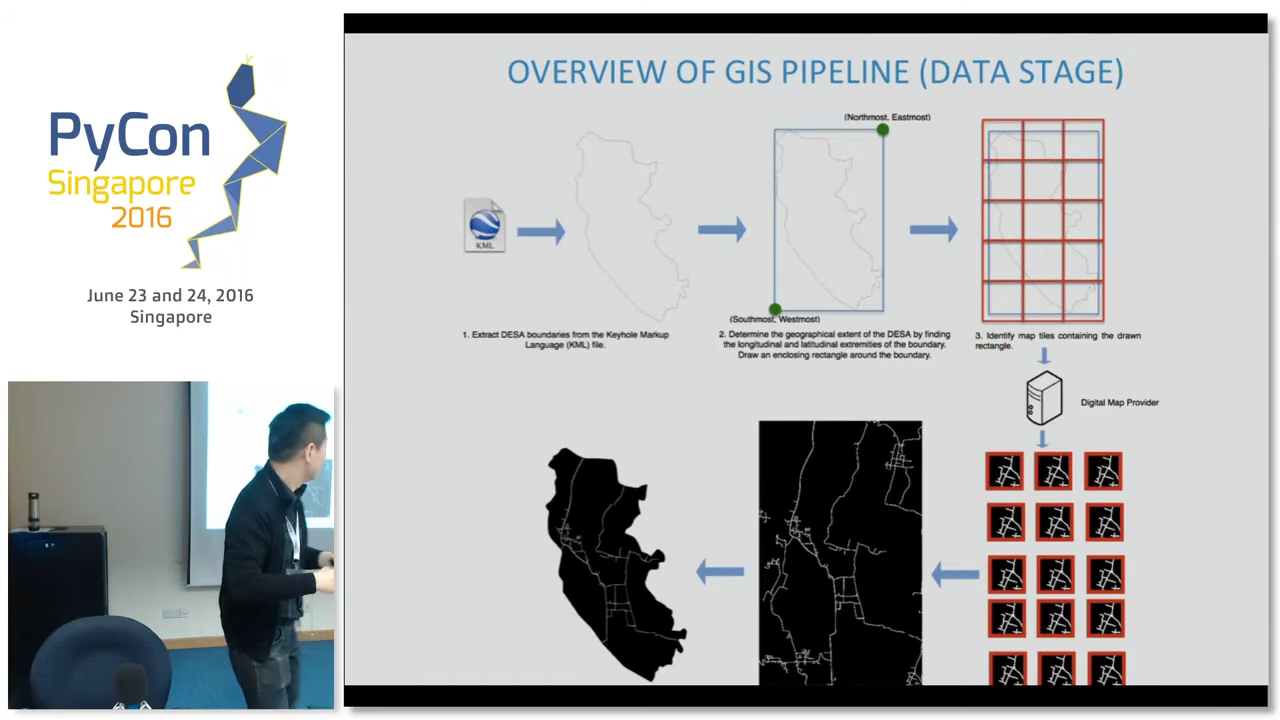 PyCon
Singapore
2016
June 23 and 24, 2016
Singapore
OVERVIEW OF GIS PIPELINE (DATA STAGE)
(Northmost, Eastmost)
KML
(Southmost, Westmost)
1. Extract DESA boundaries from the Keyhole Markup
Language (KML) file.
2. Determine the geographical extent of the DESA by finding
the longitudinal and latitudinal extremities of the boundary.
Draw an enclosing rectangle around the boundary.
3. Identify map tiles containing the drawn
rectangle.
Digital Map Provider